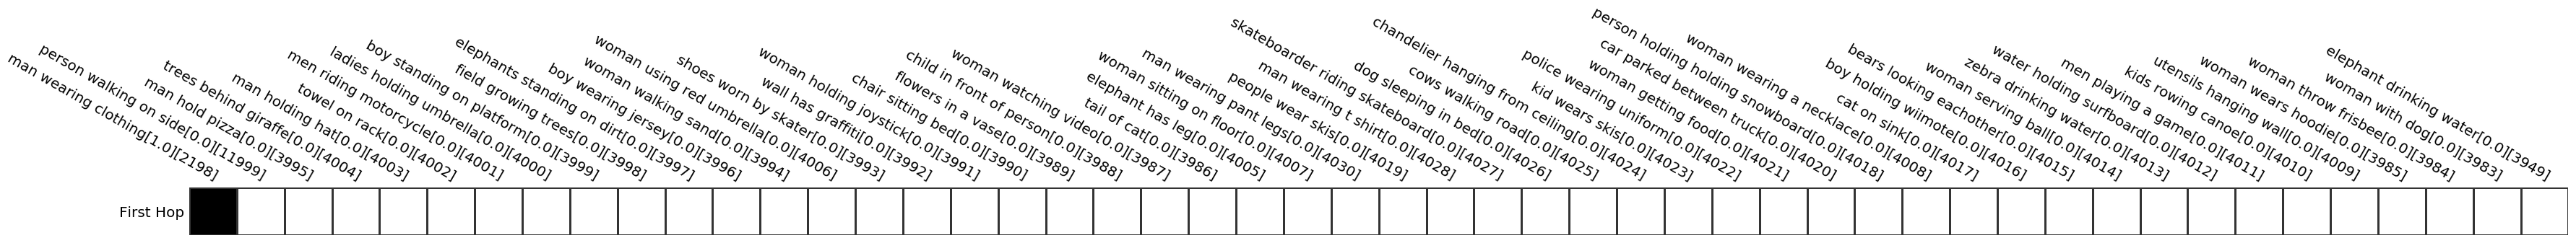 man wearing clothing[1.0][2198]
person walking on side[0.0][11999]
man hold pizza[0.0][3995]
trees behind giraffe[0.0][4004]
man holding hat[0.0][4003]
towel on rack[0.0][4002]
men riding motorcycle[0.0][4001]
ladies holding umbrella[0.0][4000]
boy standing on platform[0.0][3999]
field growing trees[0.0][3998]
elephants standing on dirt[0.0][3997]
boy wearing jersey[0.0][3996]
woman walking sand[0.0][3994]
woman using red umbrella[0.0][4006]
shoes worn by skater[0.0][3993]
wall has graffiti[0.0][3992]
woman holding joystick[0.0][3991]
chair sitting bed[0.0][3990]
flowers in a vase[0.0][3989]
child in front of person[0.0][3988]
woman watching video[0.0][3987]
tail of cat[0.0][3986]
elephant has leg[0.0][4005]
woman sitting on floor[0.0][4007]
man wearing pant legs[0.0][4030]
people wear skis[0.0][4019]
man wearing t shirt[0.0][4028]
skateboarder riding skateboard[0.0][4027]
dog sleeping in bed[0.0][4026]
cows walking road[0.0][4025]
chandelier hanging from ceiling[0.0][4024]
kid wears skis[0.0][4023]
police wearing uniform[0.0][4022]
woman getting food[0.0][4021]
car parked between truck[0.0][4020]
person holding holding snowboard[0.0][4018]
woman wearing a necklace[0.0][4008]
cat on sink[0.0][4017]
boy holding wiimote[0.0][4016]
bears looking eachother[0.0][4015]
woman serving ball[0.0][4014]
zebra drinking water[0.0][4013]
water holding surfboard[0.0][4012]
men playing a game[0.0][4011]
kids rowing canoe[0.0][4010]
utensils hanging wall[0.0][4009]
woman wears hoodie[0.0][3985]
woman throw frisbee[0.0][3984]
woman with dog[0.0][3983]
elephant drinking water[0.0][3949]
First Hop